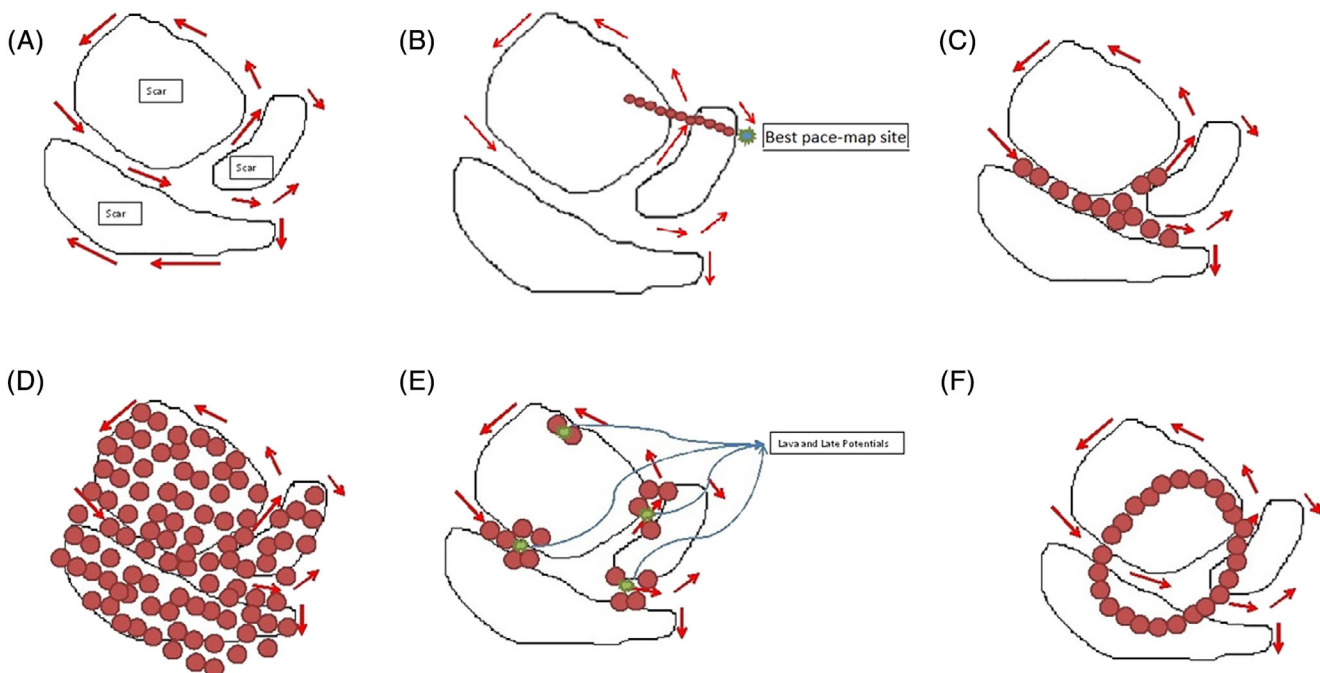 (A)
Scar
Scar
Scar
(B)
Best pace-map site
(C)
(D)
(E)
Lava and Late Potentials
(F)